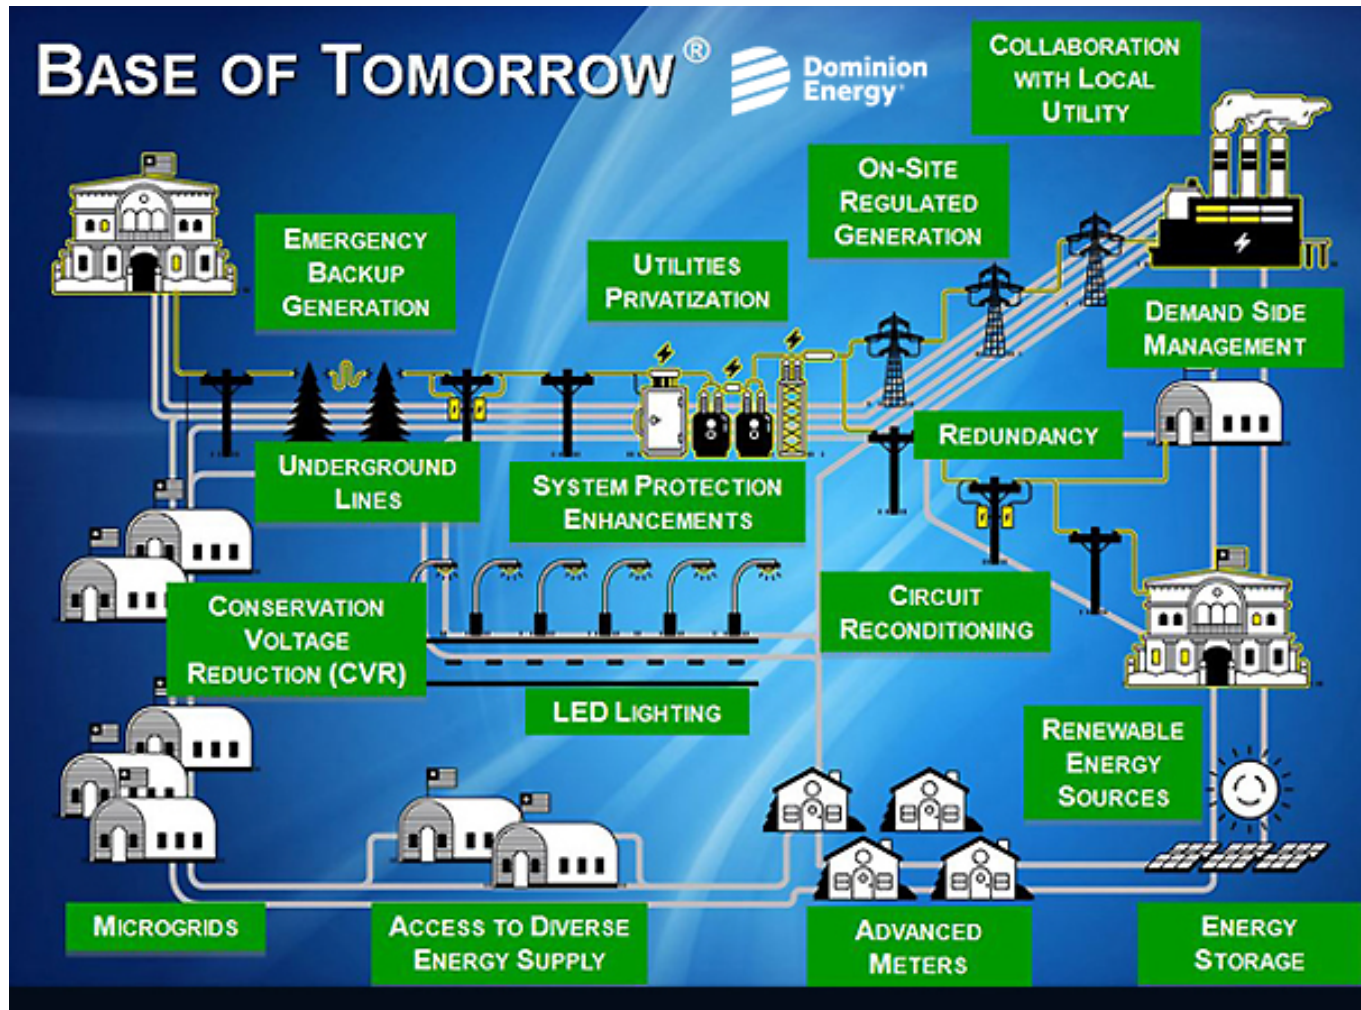 BASE OF TOMORROW®
Dominion
Energy®
COLLABORATION
WITH LOCAL
UTILITY
ON-SITE
REGULATED
GENERATION
EMERGENCY
BACKUP
GENERATION
UTILITIES
PRIVATIZATION
DEMAND SIDE
MANAGEMENT
REDUNDANCY
UNDERGROUND
LINES
SYSTEM PROTECTION
ENHANCEMENTS
CONSERVATION
VOLTAGE
REDUCTION (CVR)
CIRCUIT
RECONDITIONING
LED LIGHTING
RENEWABLE
ENERGY
SOURCES
MICROGRIDS
ACCESS TO DIVERSE
ENERGY SUPPLY
ADVANCED
METERS
ENERGY
STORAGE